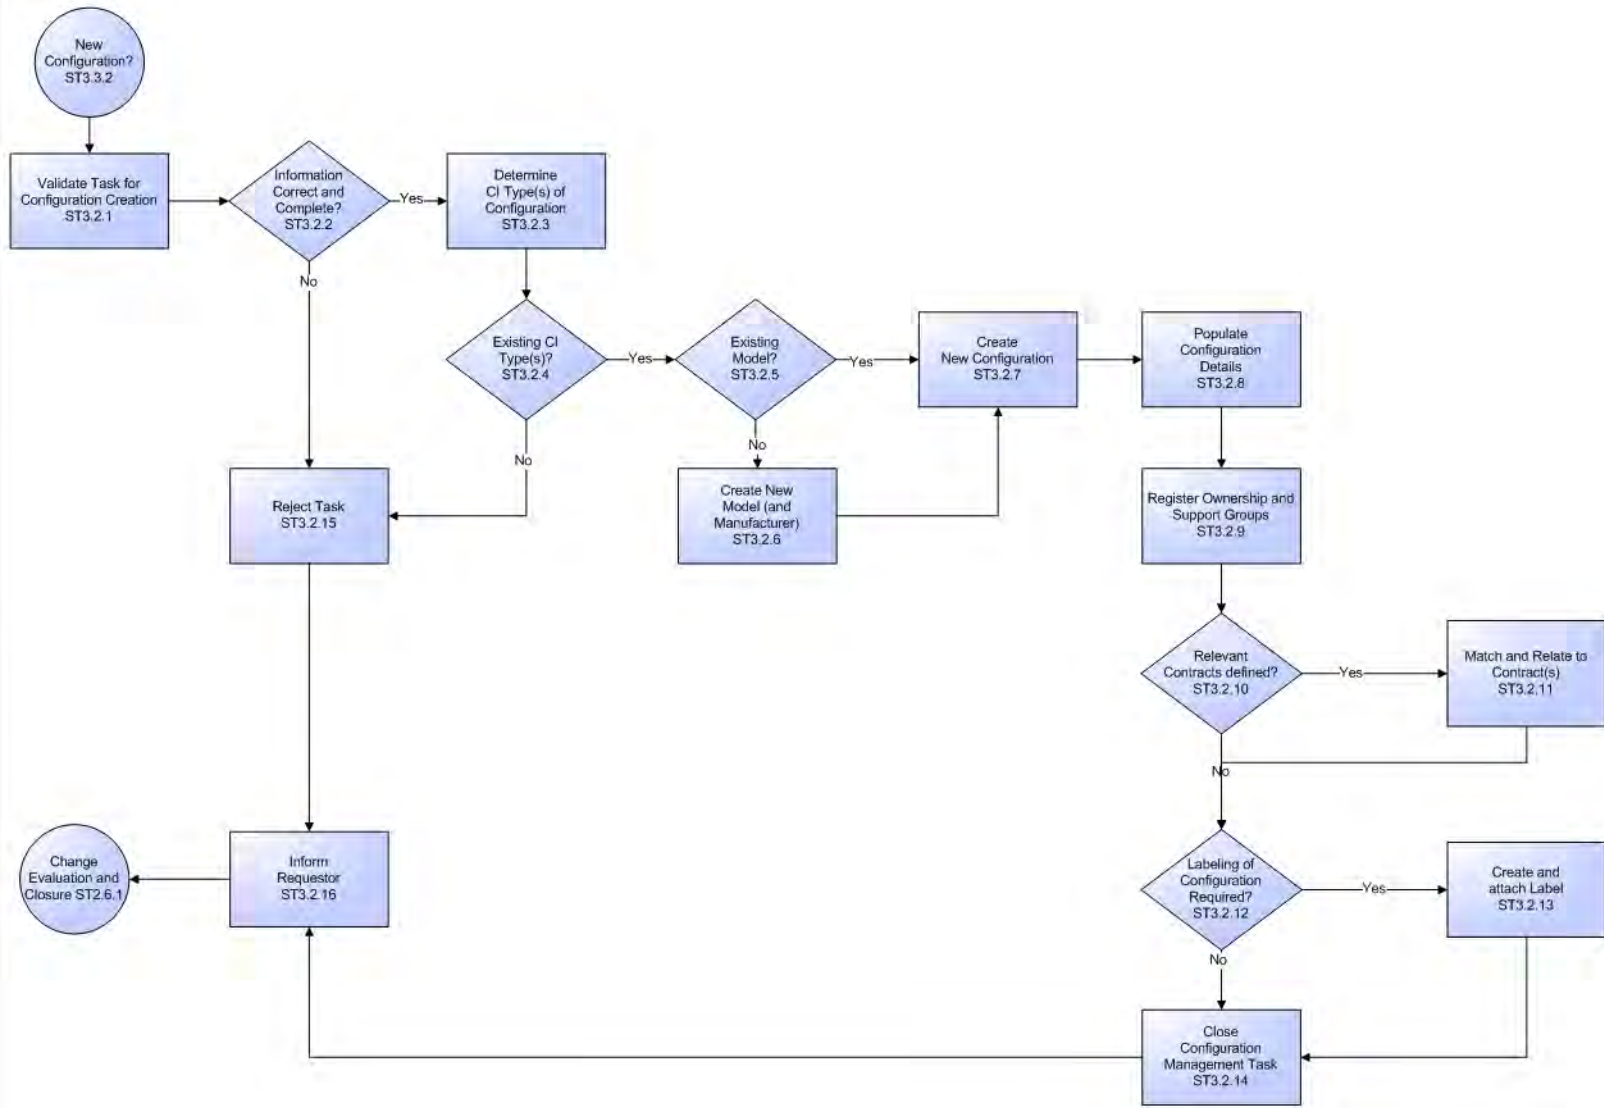 New
Configuration?
ST3.3.2
Validate Task for
Configuration Creation
ST3.2.1
Information
Correct and
Complete?
ST3.2.2
Yes
Determine
CI Type(s) of
Configuration
ST3.2.3
No
Existing CI
Type(s)?
ST3.2.4
Yes
Existing
Model?
ST3.2.5
Yes
Create
New Configuration
ST3.2.7
Populate
Configuration
Details
ST3.2.8
No
No
Reject Task
ST3.2.15
Create New
Model (and
Manufacturer)
ST3.2.6
Register Ownership and
Support Groups
ST3.2.9
Relevant
Contracts defined?
ST3.2.10
Yes
Match and Relate to
Contract(s)
ST3.2.11
No
Change
Evaluation and
Closure ST2.6.1
Inform
Requestor
ST3.2.16
Labeling of
Configuration
Required?
ST3.2.12
Yes
Create and
attach Label
ST3.2.13
No
Close
Configuration
Management Task
ST3.2.14